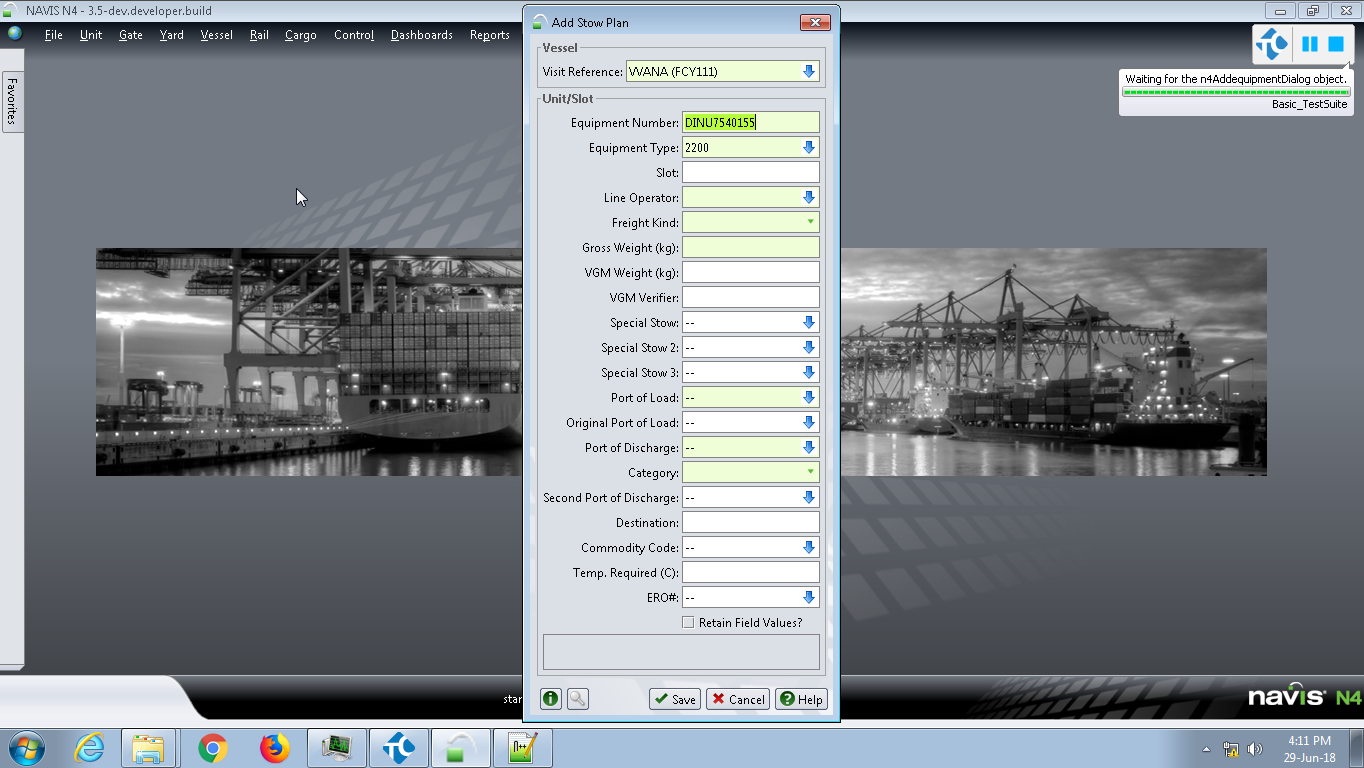 NAVIS N4 - 3.5-dev.developer.build
File Unit Gate Yard Vessel Rail Cargo Control Dashboards Reports
Favorites
Add Stow Plan
Vessel
Visit Reference: VVANA (FCY111)
Unit/Slot
Equipment Number: DINU7540155
Equipment Type: 2200
Slot:
Line Operator:
Freight Kind:
Gross Weight (kg):
VGM Weight (kg):
VGM Verifier:
Special Stow: --
Special Stow 2: --
Special Stow 3: --
Port of Load: --
Original Port of Load: --
Port of Discharge: --
Category:
Second Port of Discharge: --
Destination:
Commodity Code: --
Temp. Required (C):
ERO#: --
Retain Field Values?
Save Cancel Help
Waiting for the n4AddequipmentDialog object.
Basic_TestSuite
star
navis N4
4:11 PM
29-Jun-18